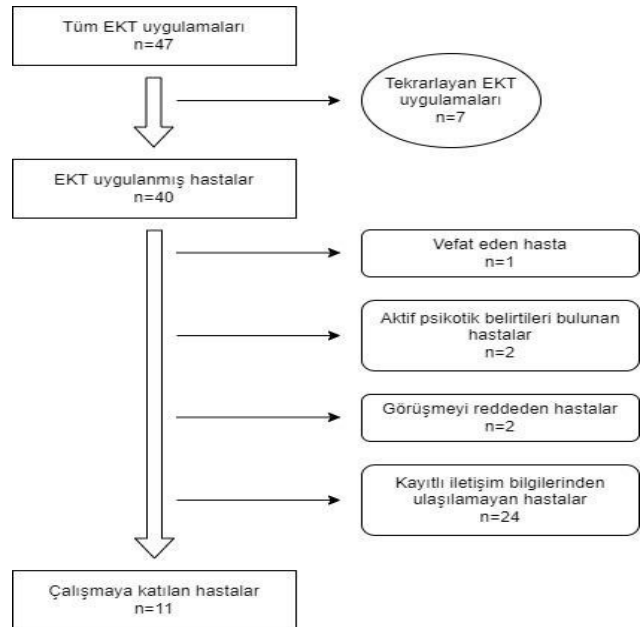 Tüm EKT uygulamaları
n=47
Tekrarlayan EKT
uygulamaları
n=7
EKT uygulanmış hastalar
n=40
Vefat eden hasta
n=1
Aktif psikotik belirtileri bulunan
hastalar
n=2
Görüşmeyi reddeden hastalar
n=2
Kayıtlı iletişim bilgilerinden
ulaşılamayan hastalar
n=24
Çalışmaya katılan hastalar
n=11